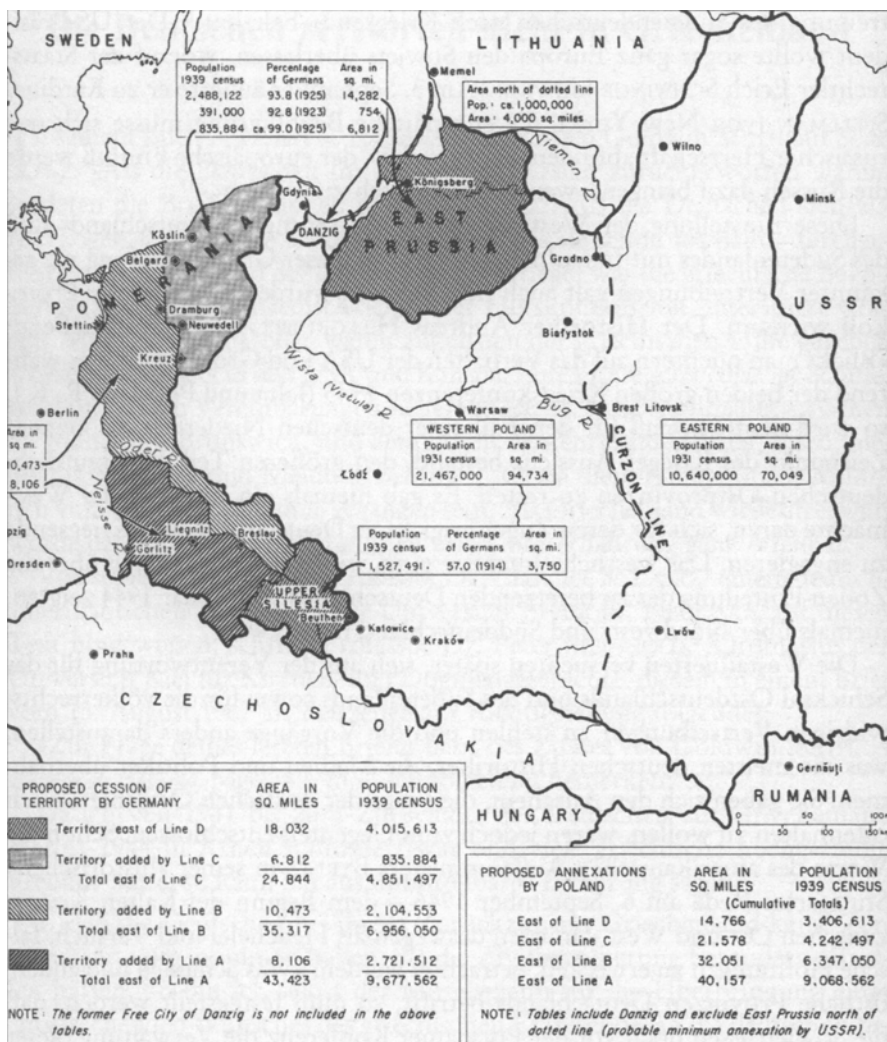 SWEDEN
LITHUANIA
Memel
Population
1939 census
Percentage
of Germans
Area in
sq. mi.
2,488,122 93.8 (1925) 14,282
391,000 92.8 (1923) 754
835,884 ca. 99.0 (1925) 6,812
Area north of dotted line
Pop.: ca. 1,000,000
Area = 4,000 sq. miles
Niemen R.
Wilno
Minsk
Gdynia
DANZIG
Königsberg
EAST
PRUSSIA
Grodno
USSR
Köslin
Belgard
POMERANIA
Dramburg
Stettin
Neuwedell
Kreuz
Białystok
Wista (Vistula) R.
Berlin
Warsaw
Bug R.
Brest Litovsk
Area in
sq. mi.
10,473
8,106
Oder R.
WESTERN POLAND
Population
1931 census
Area in
sq. mi.
21,467,000 94,734
EASTERN POLAND
Population
1931 census
Area in
sq. mi.
10,640,000 70,049
CURZON LINE
Łódź
Neisse
Liegnitz
Breslau
Görlitz
Dresden
Population
1939 census
Percentage
of Germans
Area in
sq. mi.
1,527,491 57.0 (1914) 3,750
UPPER
SILESIA
Beuthen
Katowice
Kraków
Lwów
Praha
ZECHOSL
KIA
HUNGARY
Cernăuți
RUMANIA
0 50 100 150
PROPOSED CESSION OF
TERRITORY BY GERMANY
AREA IN
SQ. MILES
POPULATION
1939 CENSUS
Territory east of Line D 18,032 4,015,613
Territory added by Line C 6,812 835,884
Total east of Line C 24,844 4,851,497
Territory added by Line B 10,473 2,104,553
Total east of Line B 35,317 6,956,050
Territory added by Line A 8,106 2,721,512
Total east of Line A 43,423 9,677,562
NOTE: The former Free City of Danzig is not included in the above
tables.
PROPOSED ANNEXATIONS
BY POLAND
AREA IN
SQ. MILES
POPULATION
1939 CENSUS
(Cumulative Totals)
East of Line D 14,766 3,406,613
East of Line C 21,578 4,242,497
East of Line B 32,051 6,347,050
East of Line A 40,157 9,068,562
NOTE: Tables include Danzig and exclude East Prussia north of
dotted line (probable minimum annexation by USSR).